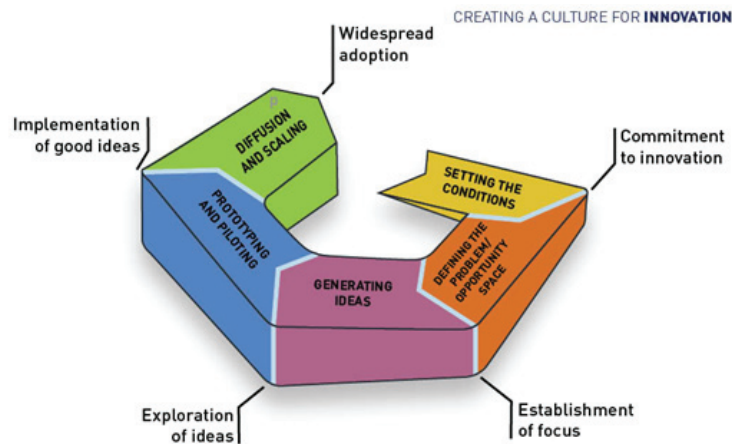 CREATING A CULTURE FOR INNOVATION
Widespread
adoption
Implementation
of good ideas
P
DIFFUSION
AND SCALING
Commitment
to innovation
SETTING THE
CONDITIONS
PROTOTYPING
AND PILOTING
DEFINING THE
PROBLEM/
OPPORTUNITY
SPACE
GENERATING
IDEAS
Exploration
of ideas
Establishment
of focus